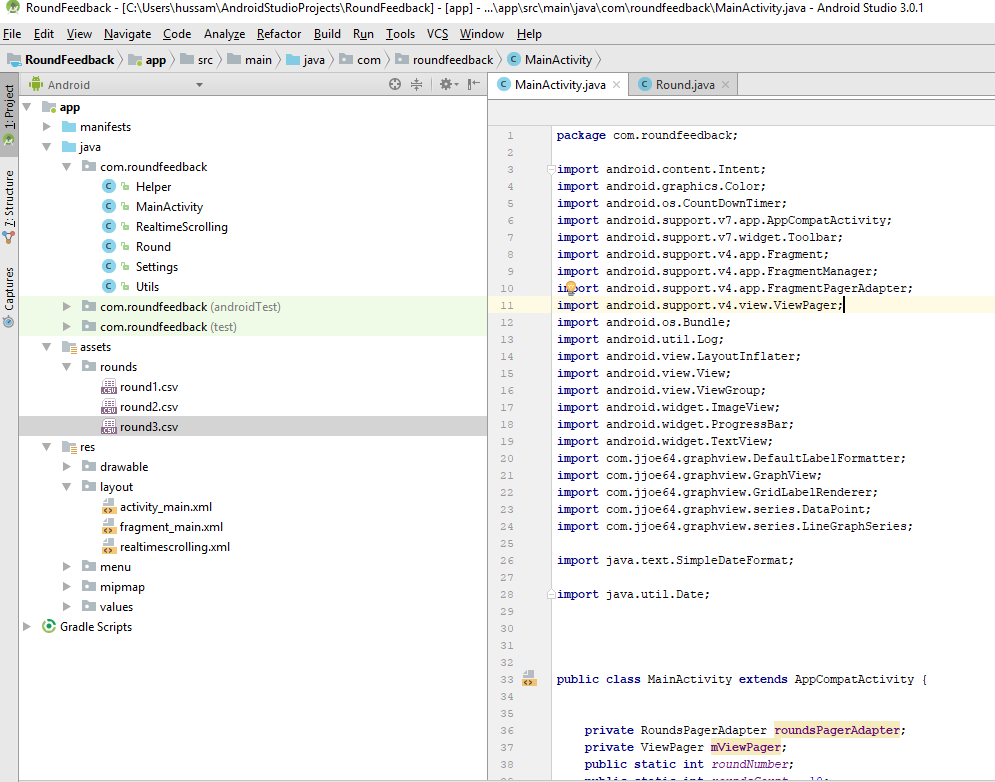 RoundFeedback - [C:\Users\hussam\AndroidStudioProjects\RoundFeedback] - [app] - ...\app\src\main\java\com\roundfeedback\MainActivity.java - Android Studio 3.0.1
File Edit View Navigate Code Analyze Refactor Build Run Tools VCS Window Help
RoundFeedback app src main java com roundfeedback MainActivity
1: Project
7: Structure
Captures
Android
app
manifests
java
com.roundfeedback
Helper
MainActivity
RealtimeScrolling
Round
Settings
Utils
com.roundfeedback (androidTest)
com.roundfeedback (test)
assets
rounds
round1.csv
round2.csv
round3.csv
res
drawable
layout
activity_main.xml
fragment_main.xml
realtimescrolling.xml
menu
mipmap
values
Gradle Scripts
MainActivity.java Round.java
1 package com.roundfeedback;
2
3 import android.content.Intent;
4 import android.graphics.Color;
5 import android.os.CountDownTimer;
6 import android.support.v7.app.AppCompatActivity;
7 import android.support.v7.widget.Toolbar;
8 import android.support.v4.app.Fragment;
9 import android.support.v4.app.FragmentManager;
10 import android.support.v4.app.FragmentPagerAdapter;
11 import android.support.v4.view.ViewPager;
12 import android.os.Bundle;
13 import android.util.Log;
14 import android.view.LayoutInflater;
15 import android.view.View;
16 import android.view.ViewGroup;
17 import android.widget.ImageView;
18 import android.widget.ProgressBar;
19 import android.widget.TextView;
20 import com.jjoe64.graphview.DefaultLabelFormatter;
21 import com.jjoe64.graphview.GraphView;
22 import com.jjoe64.graphview.GridLabelRenderer;
23 import com.jjoe64.graphview.series.DataPoint;
24 import com.jjoe64.graphview.series.LineGraphSeries;
25
26 import java.text.SimpleDateFormat;
27
28 import java.util.Date;
29
30
31
32
33 public class MainActivity extends AppCompatActivity {
34
35
36 private RoundsPagerAdapter roundsPagerAdapter;
37 private ViewPager mViewPager;
38 public static int roundNumber;